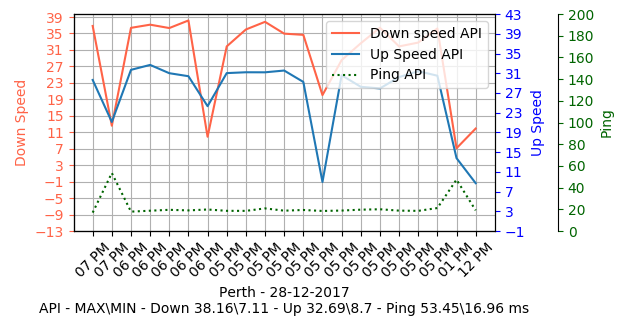 39
35
31
27
23
19
15
11
7
3
−1
−5
−9
−13
Down Speed
Down speed API
Up Speed API
Ping API
43
39
35
31
27
23
19
15
11
7
3
−1
Up Speed
200
180
160
140
120
100
80
60
40
20
0
Ping
07 PM
07 PM
06 PM
06 PM
06 PM
06 PM
05 PM
05 PM
05 PM
05 PM
05 PM
05 PM
05 PM
05 PM
05 PM
05 PM
05 PM
05 PM
05 PM
01 PM
12 PM
Perth - 28-12-2017
API - MAX\MIN - Down 38.16\7.11 - Up 32.69\8.7 - Ping 53.45\16.96 ms